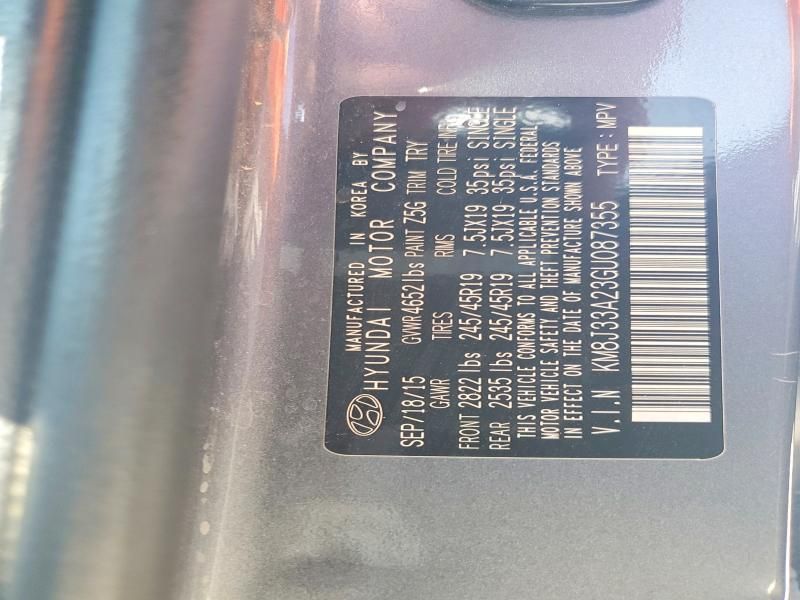 MANUFACTURED IN KOREA BY
HYUNDAI MOTOR COMPANY
SEP/18/15 GVWR 4652 lbs PAINT Z5G TRIM TRY
GAWR TIRES RIMS COLD TIRE INFL.
FRONT 2822 lbs 245/45R19 7.5JX19 35psi SINGLE
REAR 2535 lbs 245/45R19 7.5JX19 35psi SINGLE
THIS VEHICLE CONFORMS TO ALL APPLICABLE U.S.A. FEDERAL
MOTOR VEHICLE SAFETY AND THEFT PREVENTION STANDARDS
IN EFFECT ON THE DATE OF MANUFACTURE SHOWN ABOVE
V.I.N KM8J33A23GU087355 TYPE : MPV